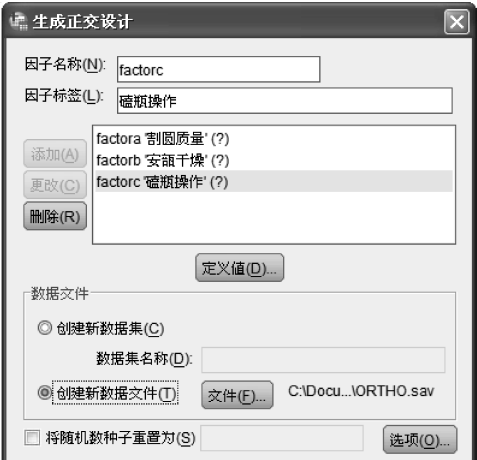 生成正交设计
因子名称(N): factorc
因子标签(L): 磕瓶操作
添加(A)
更改(C)
删除(R)
factora '割圆质量' (?)
factorb '安瓿干燥' (?)
factorc '磕瓶操作' (?)
定义值(D)...
数据文件
创建新数据集(C)
数据集名称(D):
创建新数据文件(T) 文件(F)... C:\Docu...\ORTHO.sav
将随机数种子重置为(S) 选项(O)...